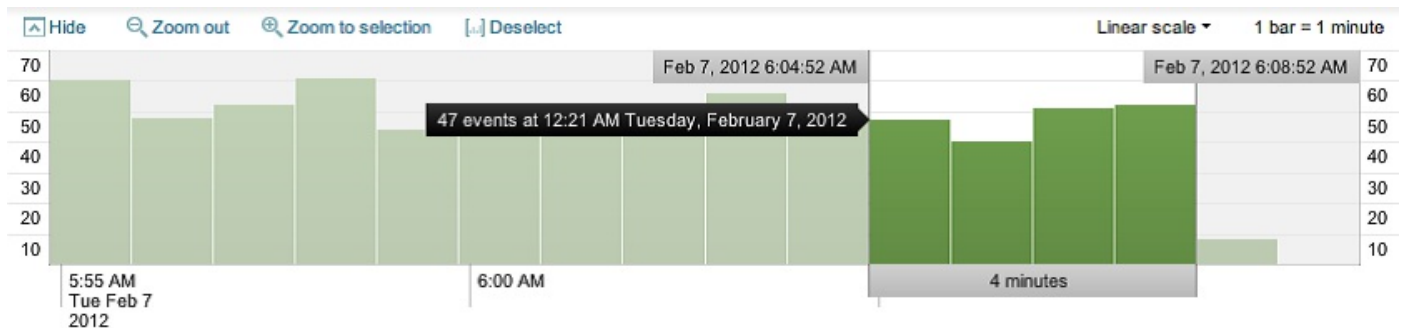 Hide Zoom out Zoom to selection Deselect Linear scale 1 bar = 1 minute
70 Feb 7, 2012 6:04:52 AM Feb 7, 2012 6:08:52 AM 70
60 60
47 events at 12:21 AM Tuesday, February 7, 2012
50 50
40 40
30 30
20 20
10 10
5:55 AM 6:00 AM 4 minutes
Tue Feb 7
2012